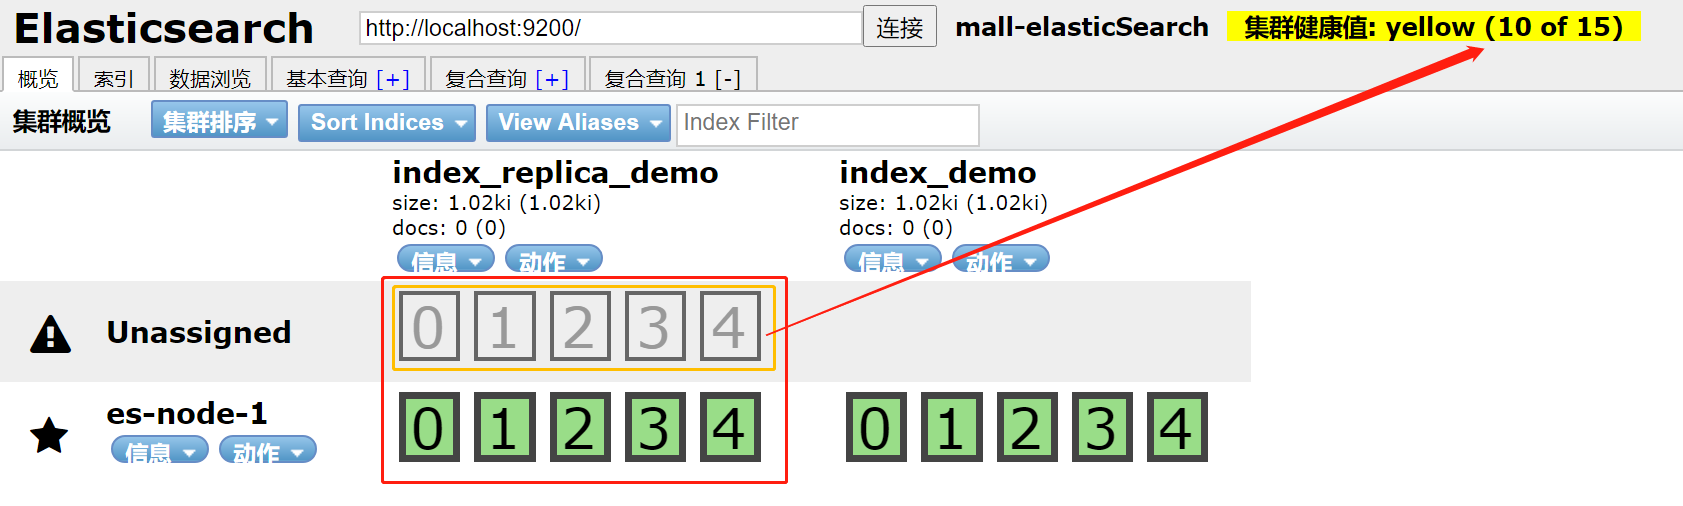 Elasticsearch http://localhost:9200/ 连接 mall-elasticSearch 集群健康值: yellow (10 of 15)
概览 索引 数据浏览 基本查询 [+] 复合查询 [+] 复合查询 1 [-]
集群概览 集群排序 Sort Indices View Aliases Index Filter
index_replica_demo index_demo
size: 1.02ki (1.02ki) size: 1.02ki (1.02ki)
docs: 0 (0) docs: 0 (0)
信息 动作 信息 动作
Unassigned 0 1 2 3 4
es-node-1 0 1 2 3 4 0 1 2 3 4
信息 动作